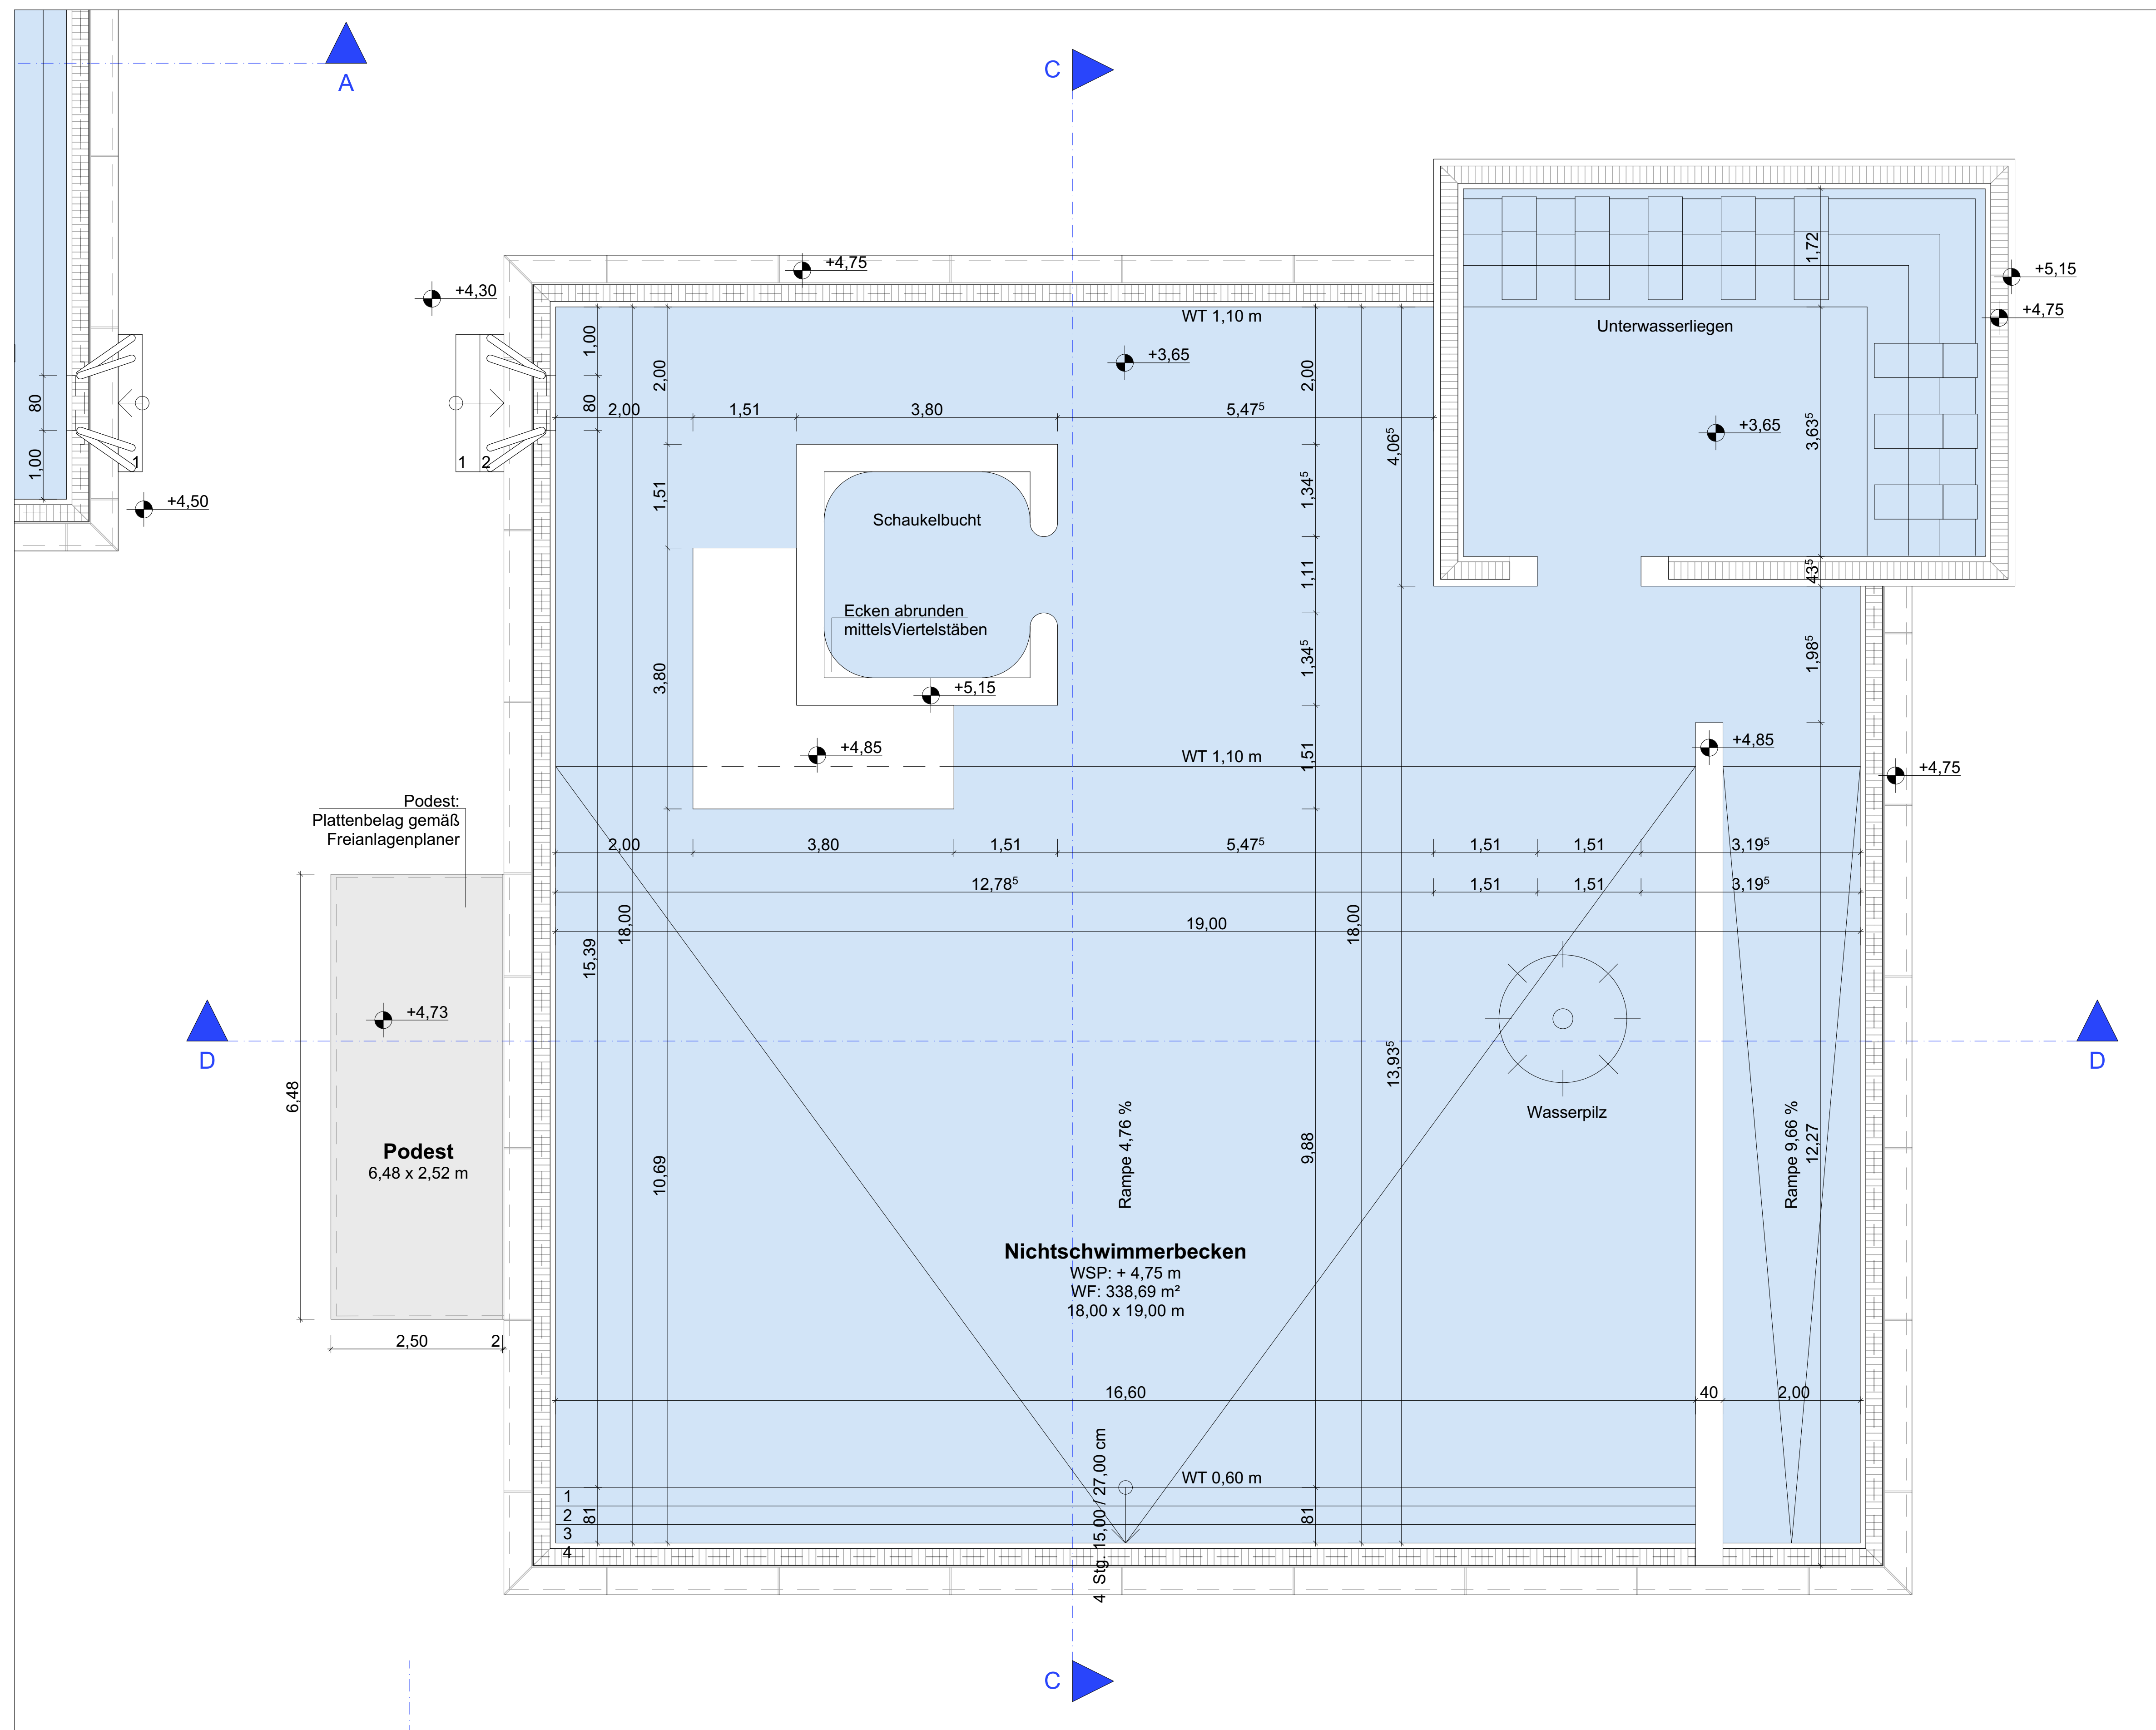 A
C
+4,75
+4,30
+5,15
+4,75
1,72
Unterwasserliegen
WT 1,10 m
+3,65
1,00
2,00
2,00
80
80
1,00
1
1 2
+4,50
2,00
1,51
3,80
5,47⁵
4,06⁵
+3,65
3,63⁵
1,51
1,34⁵
Schaukelbucht
1,11
43⁵
Ecken abrunden
mittelsViertelstäben
3,80
1,34⁵
1,98⁵
+5,15
+4,85
WT 1,10 m
1,51
+4,85
+4,75
Podest:
Plattenbelag gemäß
Freianlagenplaner
2,00
3,80
1,51
5,47⁵
1,51
1,51
3,19⁵
12,78⁵
1,51
1,51
3,19⁵
19,00
15,39
18,00
18,00
+4,73
D
D
13,93⁵
6,48
Wasserpilz
Rampe 4,76 %
Rampe 9,66 %
12,27
9,88
10,69
Podest
6,48 x 2,52 m
Nichtschwimmerbecken
WSP: + 4,75 m
WF: 338,69 m²
18,00 x 19,00 m
2,50
2
16,60
40
2,00
WT 0,60 m
4 Stg. 15,00 / 27,00 cm
1
2
3
4
81
81
C